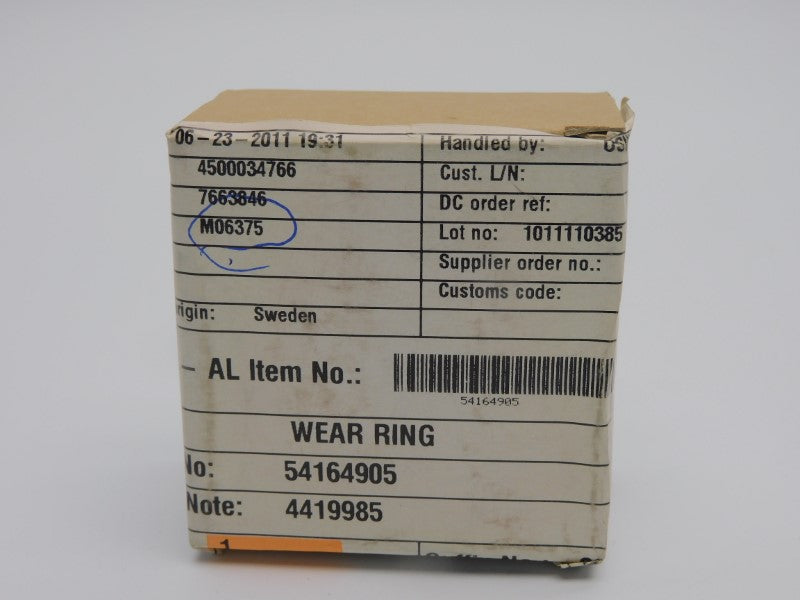 06-23-2011 19:31 Handled by:
4500034766 Cust. L/N:
7663846 DC order ref:
M06375 Lot no: 1011110385
Supplier order no.:
Customs code:
rigin: Sweden
- AL Item No.:
54164905
WEAR RING
No: 54164905
Note: 4419985
1